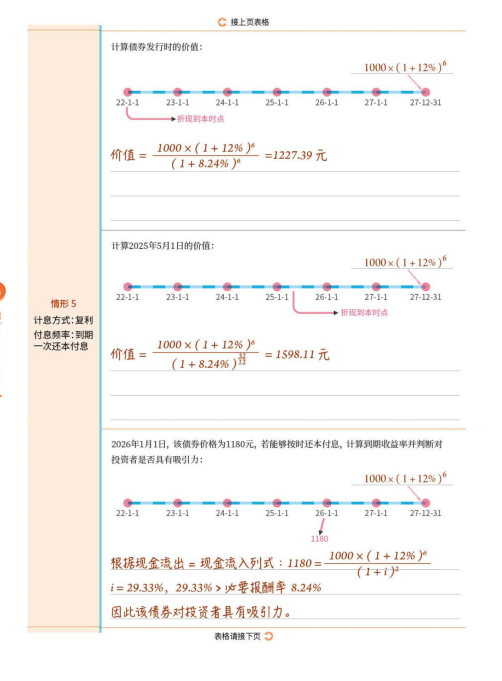 接上页表格
计算债券发行时的价值：
1000×(1+12%)⁶
22-1-1 23-1-1 24-1-1 25-1-1 26-1-1 27-1-1 27-12-31
折现到本时点
价值 = 1000×(1+12%)⁶ / (1+8.24%)⁶ =1227.39 元
计算2025年5月1日的价值：
1000×(1+12%)⁶
22-1-1 23-1-1 24-1-1 25-1-1 26-1-1 27-1-1 27-12-31
折现到本时点
情形 5
计息方式：复利
付息频率：到期
一次还本付息
价值 = 1000×(1+12%)⁶ / (1+8.24%)^(32/12) = 1598.11 元
2026年1月1日，该债券价格为1180元，若能够按时还本付息，计算到期收益率并判断对
投资者是否具有吸引力：
1000×(1+12%)⁶
22-1-1 23-1-1 24-1-1 25-1-1 26-1-1 27-1-1 27-12-31
1180
根据现金流出 = 现金流入列式：1180 = 1000×(1+12%)⁶ / (1+i)²
i = 29.33%，29.33% > 必要报酬率 8.24%
因此该债券对投资者具有吸引力。
表格请接下页